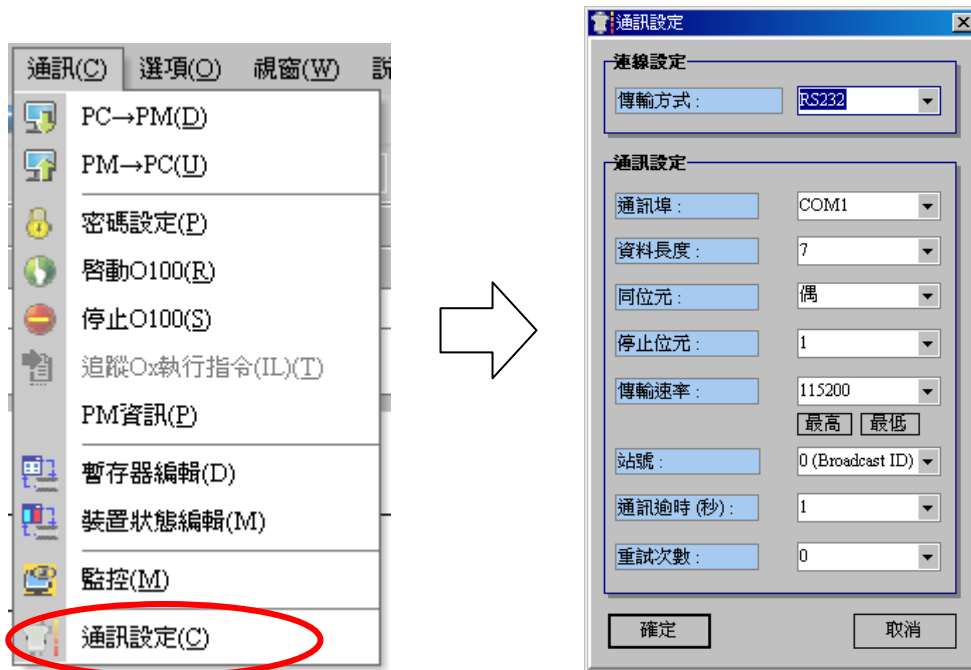 通訊(C) 選項(O) 視窗(W)
PC→PM(D)
PM→PC(U)
密碼設定(P)
啓動O100(R)
停止O100(S)
追蹤Ox執行指令(IL)(T)
PM資訊(P)
暫存器編輯(D)
裝置狀態編輯(M)
監控(M)
通訊設定(C)
通訊設定
連線設定
傳輸方式 : RS232
通訊設定
通訊埠 : COM1
資料長度 : 7
同位元 : 偶
停止位元 : 1
傳輸速率 : 115200
最高 最低
站號 : 0 (Broadcast ID)
通訊逾時 (秒) : 1
重試次數 : 0
確定 取消